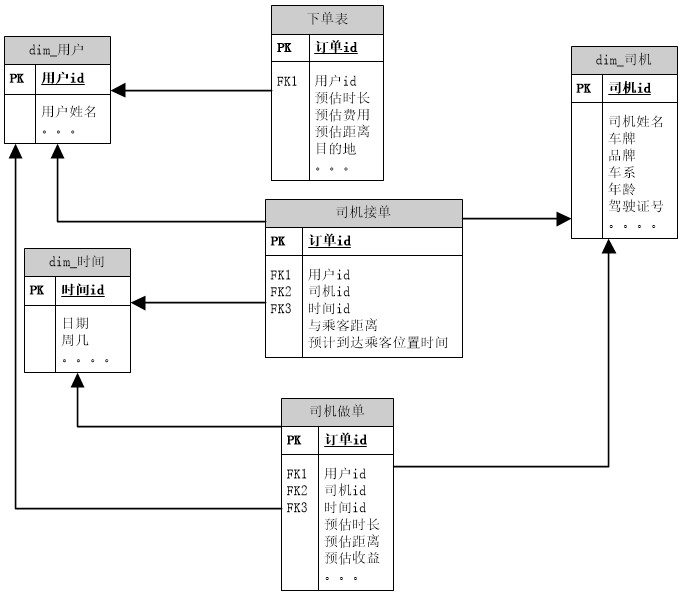 下单表
PK 订单id
FK1 用户id
预估时长
预估费用
预估距离
目的地
。。。
dim_用户
PK 用户id
用户姓名
。。。
dim_司机
PK 司机id
司机姓名
车牌
品牌
车系
年龄
驾驶证号
。。。。
司机接单
PK 订单id
FK1 用户id
FK2 司机id
FK3 时间id
与乘客距离
预计到达乘客位置时间
dim_时间
PK 时间id
日期
周几
。。。。
司机做单
PK 订单id
FK1 用户id
FK2 司机id
FK3 时间id
预估时长
预估距离
预估收益
。。。